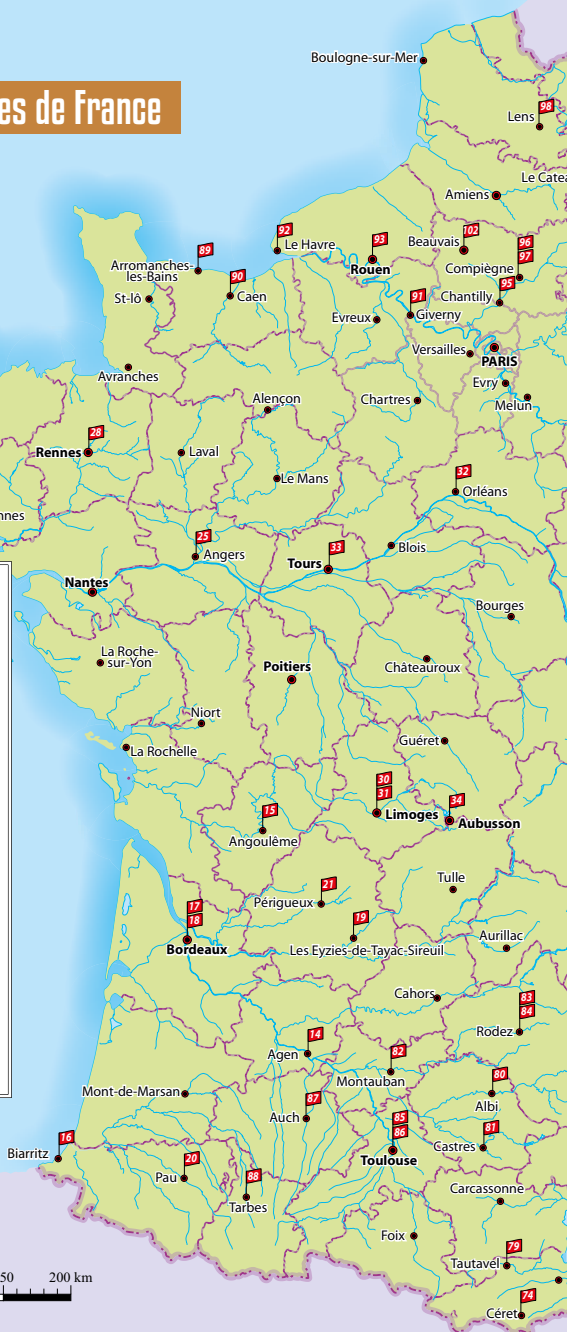 Boulogne-sur-Mer
es de France
98
Lens
Le Catea
Amiens
92
Le Havre
93
Rouen
Beauvais
102
96
97
Compiègne
89
Arromanches-
les-Bains
90
Caen
St-lô
95
Chantilly
91
Giverny
Evreux
Versailles
PARIS
Avranches
Evry
Melun
Alençon
Chartres
28
Rennes
Laval
Le Mans
32
Orléans
nnes
25
Angers
33
Tours
Blois
Nantes
Bourges
La Roche-
sur-Yon
Poitiers
Châteauroux
Niort
La Rochelle
Guéret
30
31
Limoges
34
Aubusson
15
Angoulême
Tulle
21
Périgueux
17
18
Bordeaux
19
Les Eyzies-de-Tayac-Sireuil
Aurillac
Cahors
83
84
Rodez
14
Agen
82
Montauban
Mont-de-Marsan
80
Albi
87
Auch
85
86
Toulouse
81
Castres
16
Biarritz
20
Pau
88
Tarbes
Carcassonne
Foix
79
Tautavel
50
200 km
74
Céret